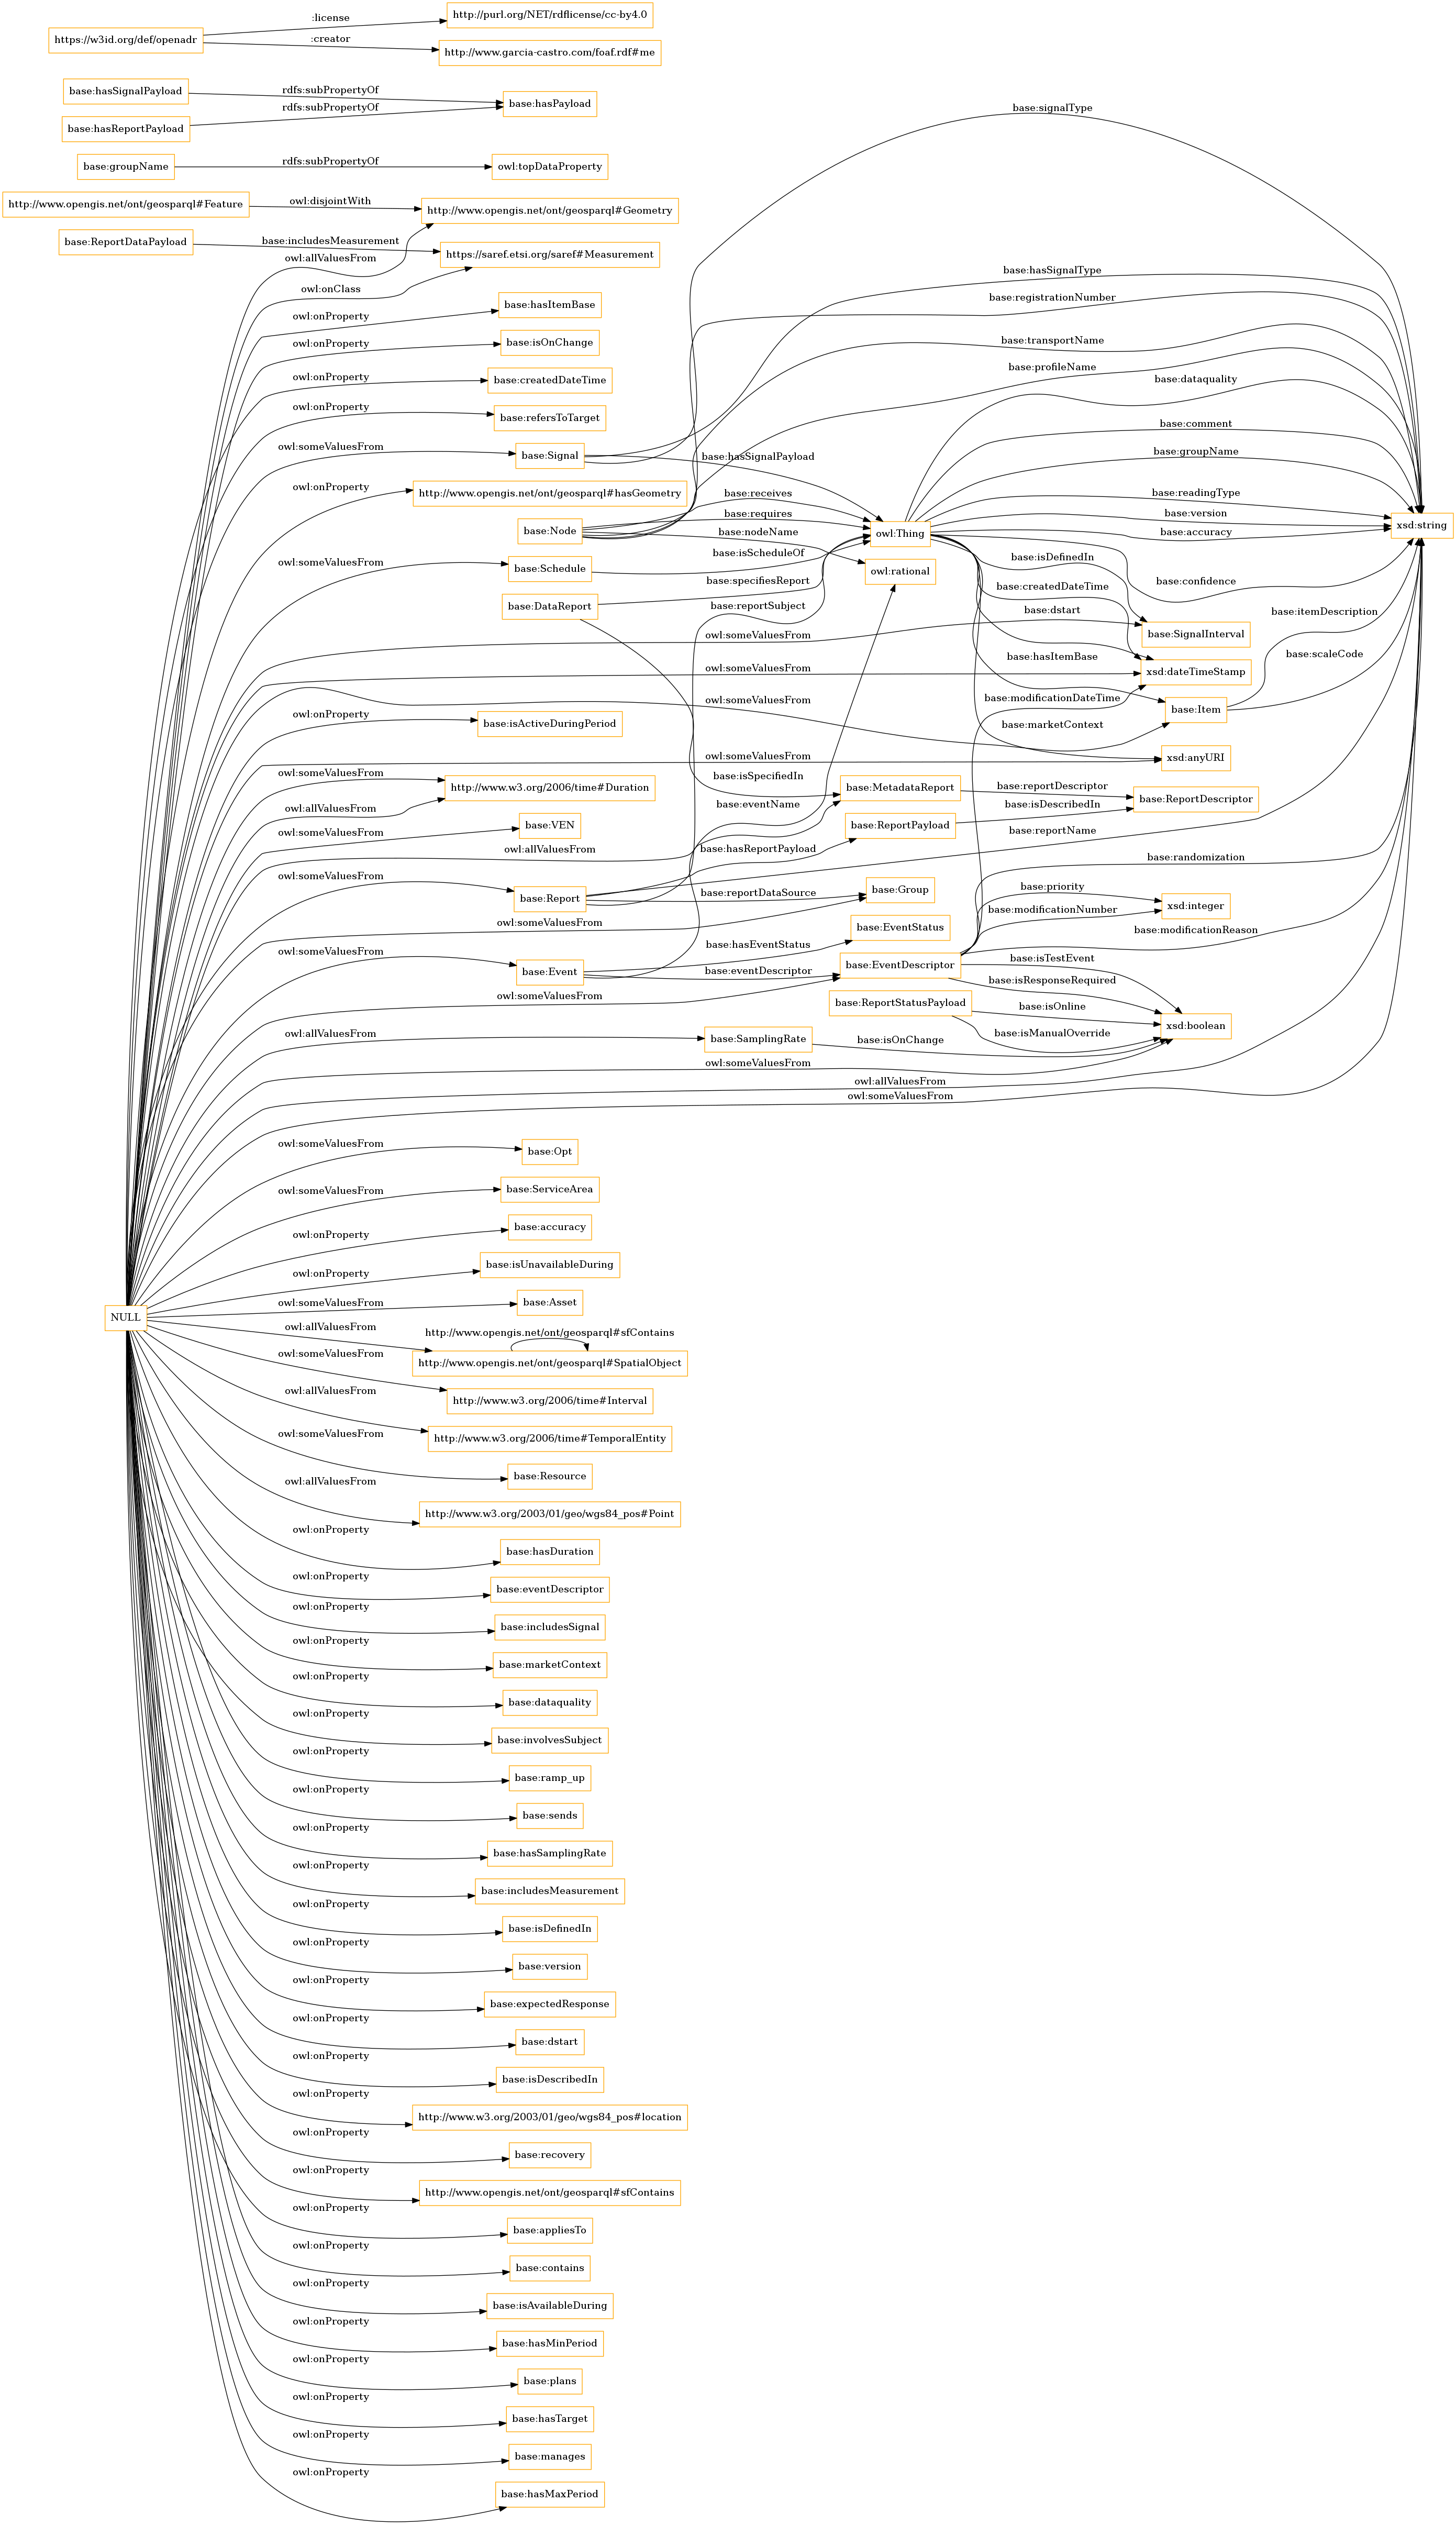 :license
http://purl.org/NET/rdflicense/cc-by4.0
https://w3id.org/def/openadr
:creator
http://www.garcia-castro.com/foaf.rdf#me
base:hasSignalPayload
rdfs:subPropertyOf
base:hasPayload
rdfs:subPropertyOf
base:hasReportPayload
base:signalType
base:groupName
rdfs:subPropertyOf
owl:topDataProperty
http://www.opengis.net/ont/geosparql#Feature
owl:disjointWith
http://www.opengis.net/ont/geosparql#Geometry
base:ReportDataPayload
base:includesMeasurement
https://saref.etsi.org/saref#Measurement
owl:allValuesFrom
owl:onClass
base:hasSignalType
base:registrationNumber
base:hasItemBase
owl:onProperty
base:transportName
owl:onProperty
base:isOnChange
base:profileName
owl:onProperty
base:createdDateTime
base:dataquality
owl:onProperty
base:refersToTarget
base:comment
owl:someValuesFrom
base:Signal
base:hasSignalPayload
base:groupName
owl:onProperty
http://www.opengis.net/ont/geosparql#hasGeometry
base:receives
base:readingType
base:requires
base:version
xsd:string
base:Node
base:nodeName
owl:Thing
base:accuracy
base:isScheduleOf
base:isDefinedIn
owl:someValuesFrom
base:Schedule
owl:rational
base:specifiesReport
base:createdDateTime
base:confidence
base:DataReport
base:reportSubject
base:dstart
base:itemDescription
owl:someValuesFrom
base:SignalInterval
base:hasItemBase
base:scaleCode
owl:someValuesFrom
xsd:dateTimeStamp
owl:someValuesFrom
base:modificationDateTime
base:Item
owl:onProperty
base:isActiveDuringPeriod
base:marketContext
owl:someValuesFrom
xsd:anyURI
owl:someValuesFrom
base:isSpecifiedIn
http://www.w3.org/2006/time#Duration
base:MetadataReport
base:reportDescriptor
base:ReportDescriptor
owl:allValuesFrom
base:eventName
base:isDescribedIn
base:VEN
owl:someValuesFrom
base:ReportPayload
base:reportName
owl:allValuesFrom
base:hasReportPayload
base:randomization
owl:someValuesFrom
base:Report
base:reportDataSource
base:Group
base:priority
xsd:integer
owl:someValuesFrom
base:modificationNumber
base:EventStatus
base:modificationReason
owl:someValuesFrom
base:hasEventStatus
base:isTestEvent
base:Event
base:eventDescriptor
base:EventDescriptor
base:isResponseRequired
owl:someValuesFrom
base:ReportStatusPayload
base:isOnline
xsd:boolean
owl:allValuesFrom
base:SamplingRate
base:isOnChange
base:isManualOverride
owl:someValuesFrom
owl:allValuesFrom
owl:someValuesFrom
owl:someValuesFrom
base:Opt
owl:someValuesFrom
base:ServiceArea
owl:onProperty
base:accuracy
owl:onProperty
base:isUnavailableDuring
owl:someValuesFrom
base:Asset
NULL
owl:allValuesFrom
http://www.opengis.net/ont/geosparql#sfContains
owl:someValuesFrom
http://www.opengis.net/ont/geosparql#SpatialObject
owl:allValuesFrom
http://www.w3.org/2006/time#Interval
owl:someValuesFrom
http://www.w3.org/2006/time#TemporalEntity
base:Resource
owl:allValuesFrom
http://www.w3.org/2003/01/geo/wgs84_pos#Point
owl:onProperty
base:hasDuration
owl:onProperty
base:eventDescriptor
owl:onProperty
base:includesSignal
owl:onProperty
base:marketContext
owl:onProperty
base:dataquality
owl:onProperty
base:involvesSubject
owl:onProperty
base:ramp_up
owl:onProperty
base:sends
owl:onProperty
base:hasSamplingRate
owl:onProperty
base:includesMeasurement
owl:onProperty
base:isDefinedIn
owl:onProperty
base:version
owl:onProperty
base:expectedResponse
owl:onProperty
base:dstart
owl:onProperty
base:isDescribedIn
owl:onProperty
http://www.w3.org/2003/01/geo/wgs84_pos#location
owl:onProperty
base:recovery
owl:onProperty
http://www.opengis.net/ont/geosparql#sfContains
owl:onProperty
base:appliesTo
owl:onProperty
base:contains
owl:onProperty
base:isAvailableDuring
owl:onProperty
base:hasMinPeriod
owl:onProperty
base:plans
owl:onProperty
base:hasTarget
owl:onProperty
base:manages
owl:onProperty
base:hasMaxPeriod